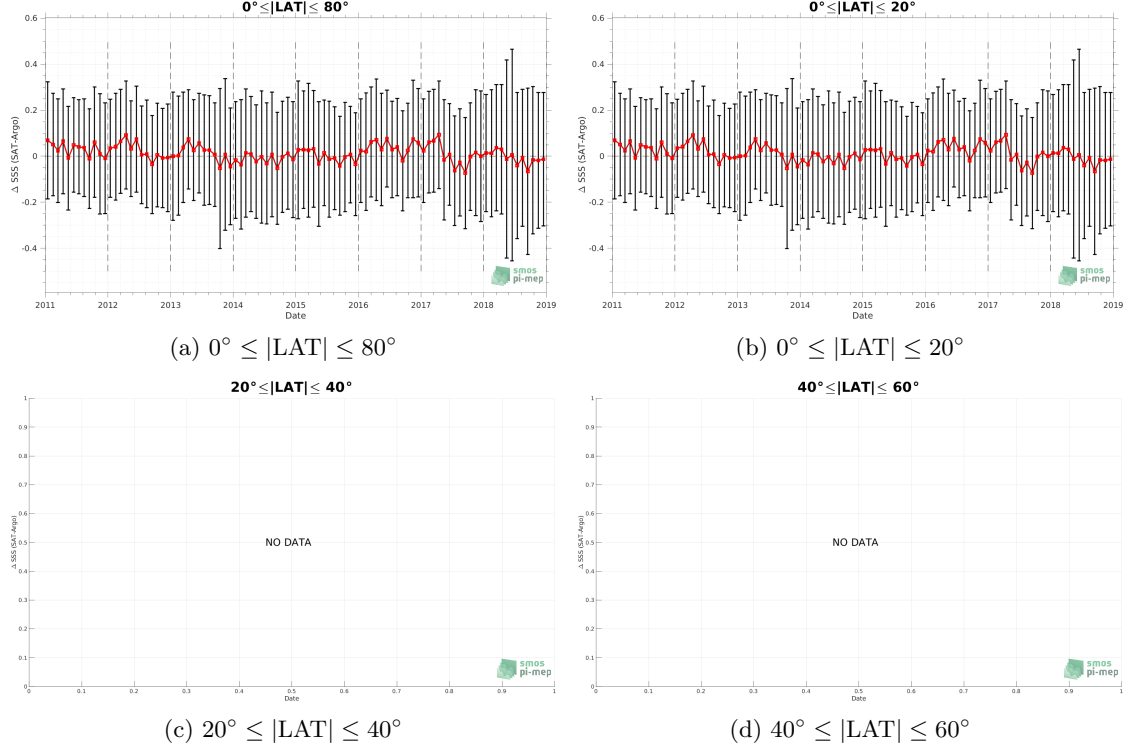 0°≤|LAT|≤ 80°
0.6
0.4
0.2
0
-0.2
-0.4
Δ SSS (SAT-Argo)
smos
pi-mep
2011 2012 2013 2014 2015 2016 2017 2018 2019
Date
(a) 0° ≤ |LAT| ≤ 80°
0°≤|LAT|≤ 20°
0.6
0.4
0.2
0
-0.2
-0.4
Δ SSS (SAT-Argo)
smos
pi-mep
2011 2012 2013 2014 2015 2016 2017 2018 2019
Date
(b) 0° ≤ |LAT| ≤ 20°
20°≤|LAT|≤ 40°
1
0.9
0.8
0.7
0.6
0.5
0.4
0.3
0.2
0.1
0
Δ SSS (SAT-Argo)
NO DATA
smos
pi-mep
0 0.1 0.2 0.3 0.4 0.5 0.6 0.7 0.8 0.9 1
Date
(c) 20° ≤ |LAT| ≤ 40°
40°≤|LAT|≤ 60°
1
0.9
0.8
0.7
0.6
0.5
0.4
0.3
0.2
0.1
0
Δ SSS (SAT-Argo)
NO DATA
smos
pi-mep
0 0.1 0.2 0.3 0.4 0.5 0.6 0.7 0.8 0.9 1
Date
(d) 40° ≤ |LAT| ≤ 60°